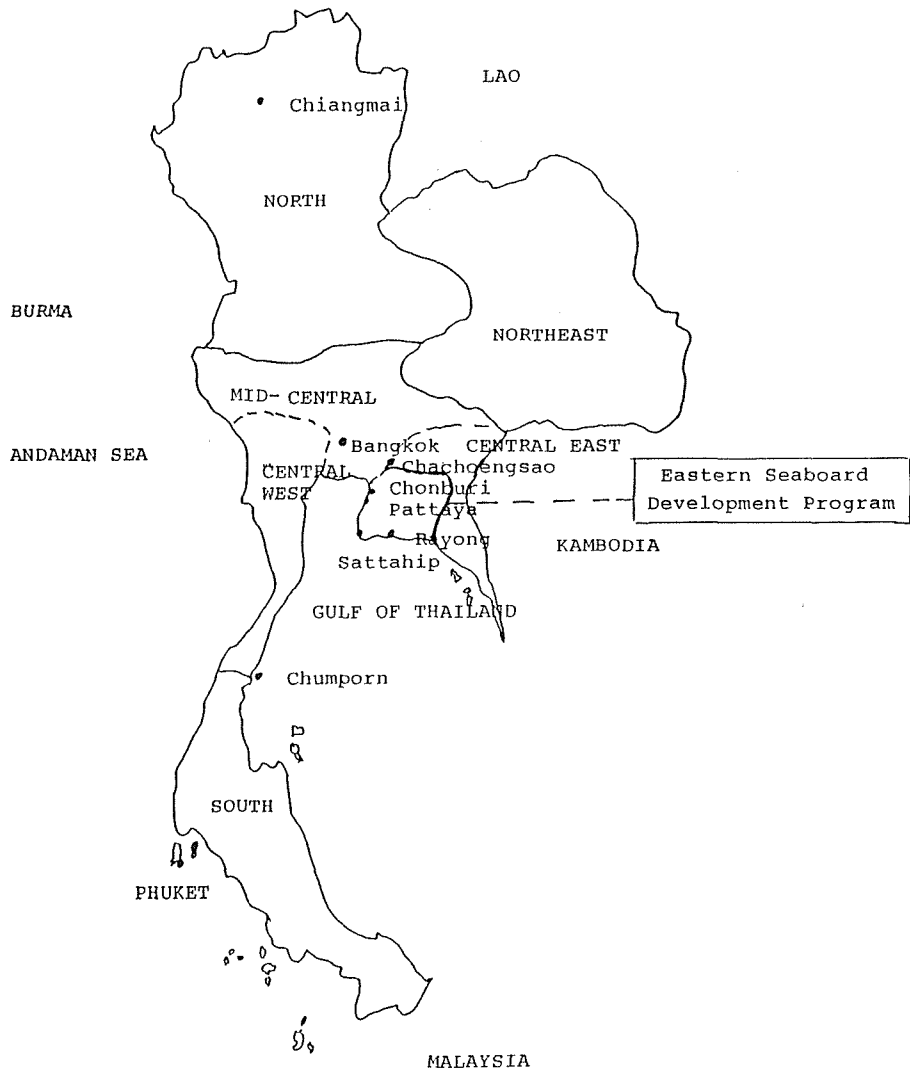 LAO
Chiangmai
NORTH
BURMA
NORTHEAST
MID-CENTRAL
Bangkok
CENTRAL EAST
ANDAMAN SEA
CENTRAL
WEST
Chachoengsao
Eastern Seaboard
Development Program
Chonburi
Pattaya
Rayong
KAMBODIA
Sattahip
GULF OF THAILAND
Chumporn
SOUTH
PHUKET
MALAYSIA